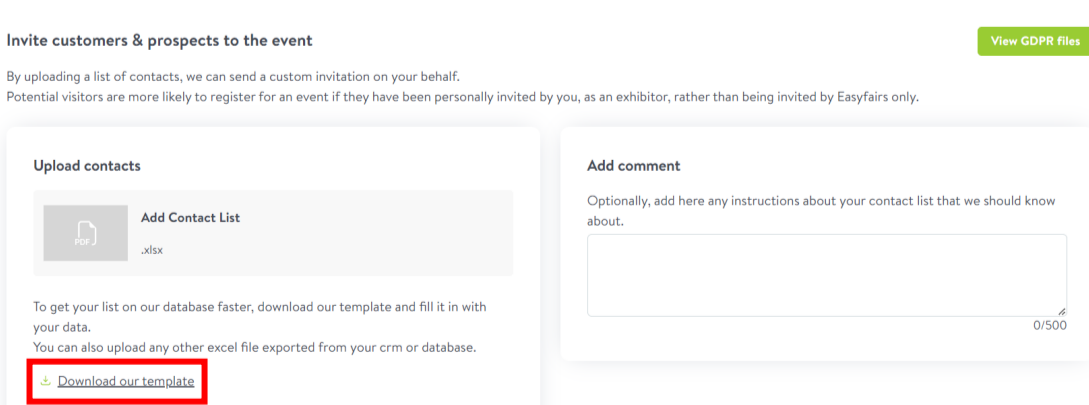 Invite customers & prospects to the event
View GDPR files
By uploading a list of contacts, we can send a custom invitation on your behalf.
Potential visitors are more likely to register for an event if they have been personally invited by you, as an exhibitor, rather than being invited by Easyfairs only.
Upload contacts
PDF
Add Contact List
.xlsx
To get your list on our database faster, download our template and fill it in with
your data.
You can also upload any other excel file exported from your crm or database.
Download our template
Add comment
Optionally, add here any instructions about your contact list that we should know
about.
0/500